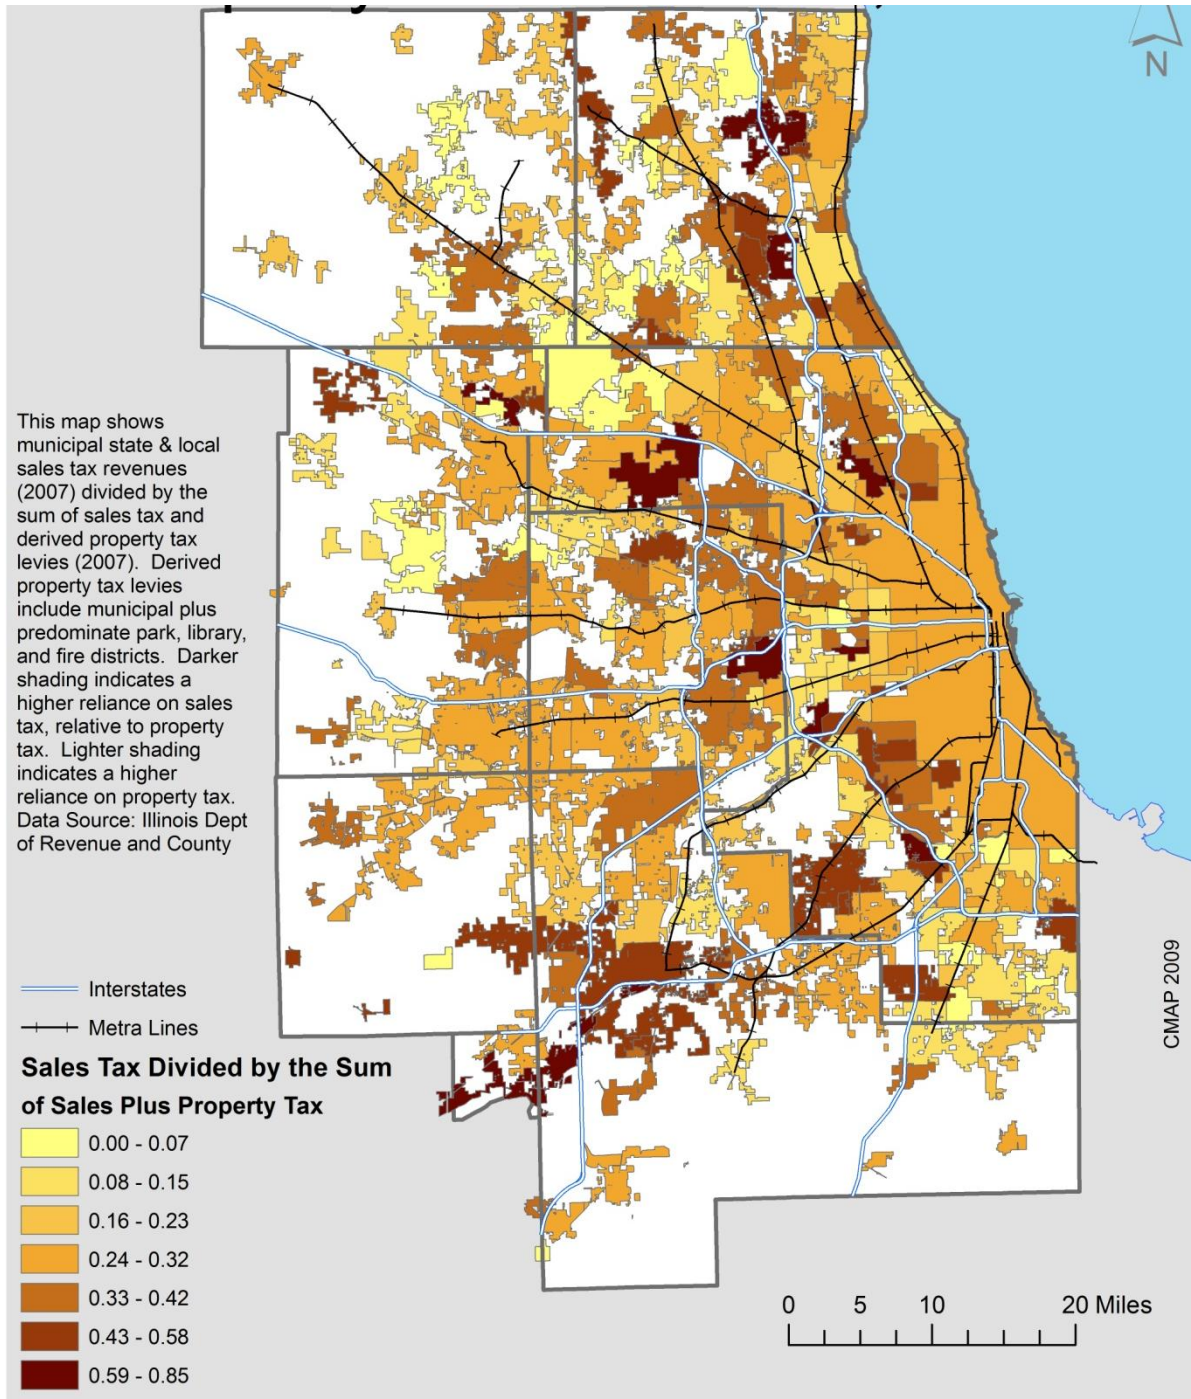 N
This map shows
municipal state & local
sales tax revenues
(2007) divided by the
sum of sales tax and
derived property tax
levies (2007).  Derived
property tax levies
include municipal plus
predominate park, library,
and fire districts.  Darker
shading indicates a
higher reliance on sales
tax, relative to property
tax.  Lighter shading
indicates a higher
reliance on property tax.
Data Source: Illinois Dept
of Revenue and County
CMAP 2009
Interstates
Metra Lines
Sales Tax Divided by the Sum
of Sales Plus Property Tax
0.00 - 0.07
0.08 - 0.15
0.16 - 0.23
0.24 - 0.32
0.33 - 0.42
0.43 - 0.58
0.59 - 0.85
0 5 10 20 Miles